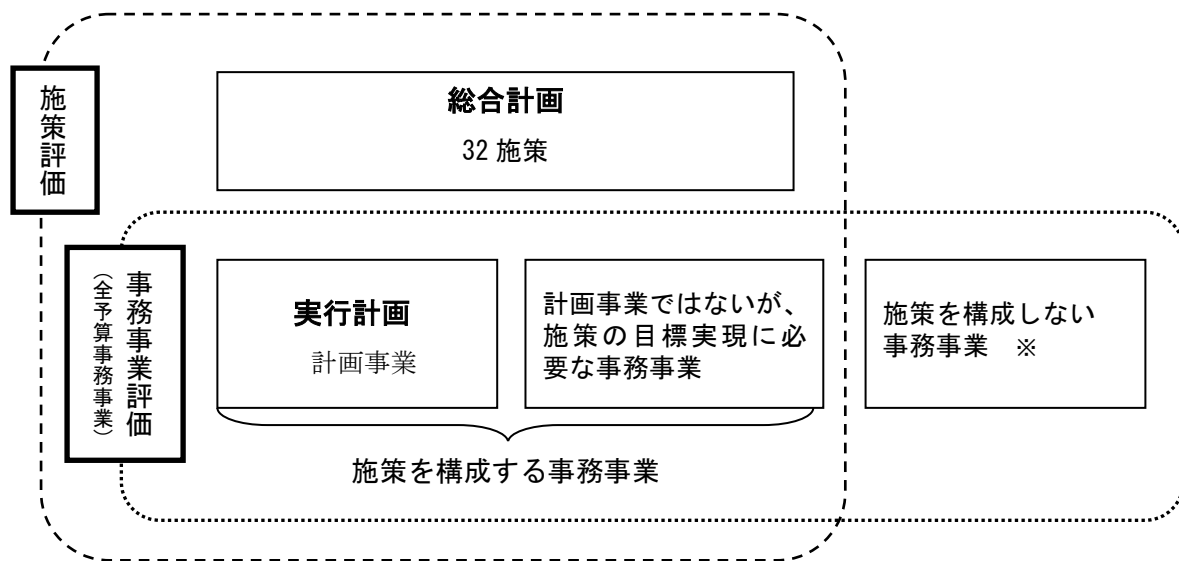 施策評価
総合計画
32 施策
事務事業評価
（全予算事務事業）
実行計画
計画事業
計画事業ではないが、
施策の目標実現に必
要な事務事業
施策を構成しない
事務事業　※
施策を構成する事務事業